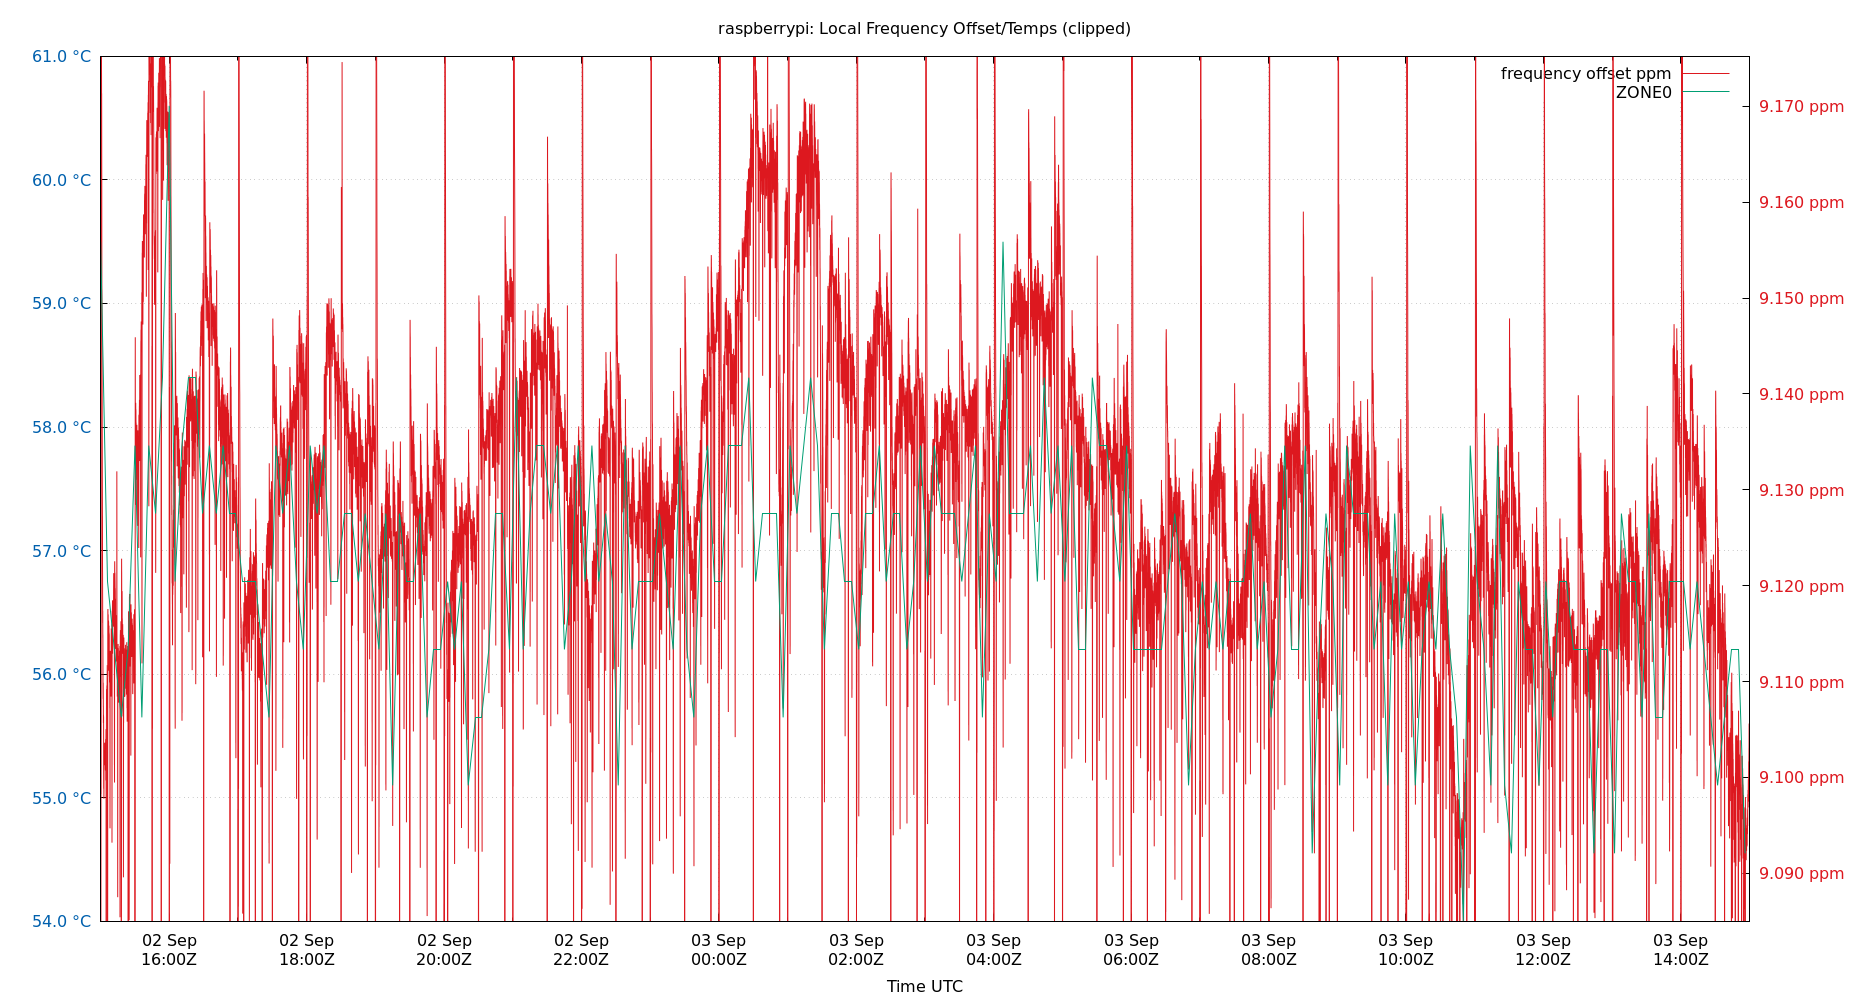 raspberrypi: Local Frequency Offset/Temps (clipped)
61.0 °C
60.0 °C
59.0 °C
58.0 °C
57.0 °C
56.0 °C
55.0 °C
54.0 °C
frequency offset ppm
ZONE0
9.170 ppm
9.160 ppm
9.150 ppm
9.140 ppm
9.130 ppm
9.120 ppm
9.110 ppm
9.100 ppm
9.090 ppm
02 Sep 02 Sep 02 Sep 02 Sep 03 Sep 03 Sep 03 Sep 03 Sep 03 Sep 03 Sep 03 Sep 03 Sep
16:00Z 18:00Z 20:00Z 22:00Z 00:00Z 02:00Z 04:00Z 06:00Z 08:00Z 10:00Z 12:00Z 14:00Z
Time UTC